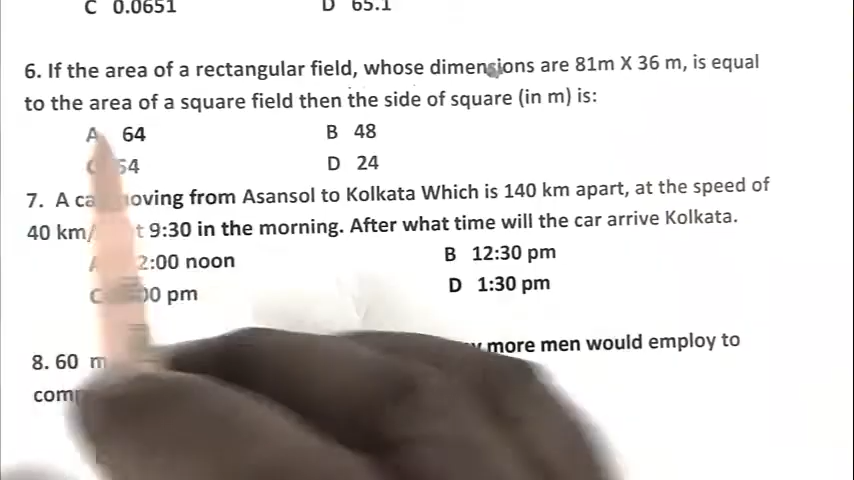 C 0.0651 D 65.1
6. If the area of a rectangular field, whose dimensions are 81m X 36 m, is equal
to the area of a square field then the side of square (in m) is:
A 64 B 48
54 D 24
7. A moving from Asansol to Kolkata Which is 140 km apart, at the speed of
40 km/ 9:30 in the morning. After what time will the car arrive Kolkata.
2:00 noon B 12:30 pm
C pm D 1:30 pm
8. 60 more men would employ to